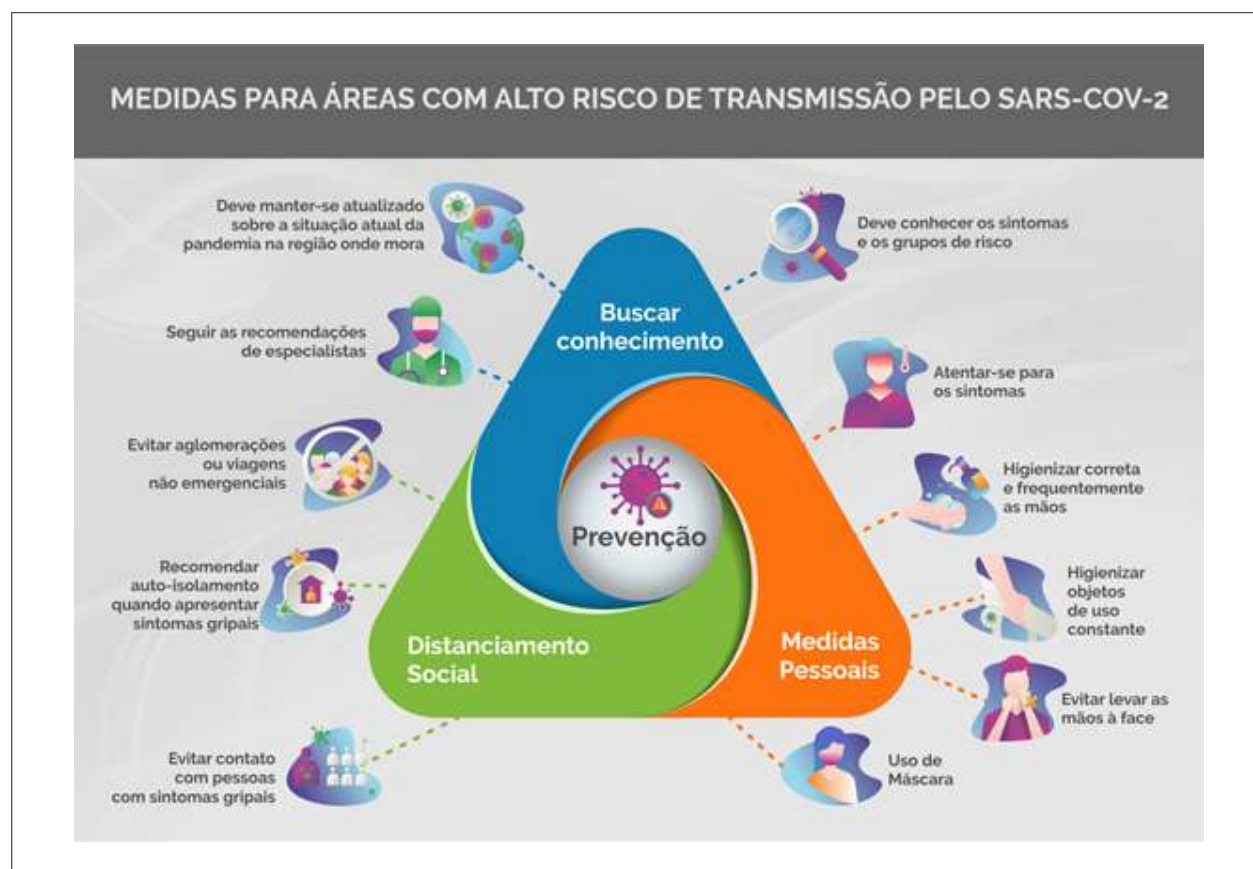 MEDIDAS PARA ÁREAS COM ALTO RISCO DE TRANSMISSÃO PELO SARS-COV-2
Deve manter-se atualizado
sobre a situação atual da
pandemia na região onde mora
Deve conhecer os sintomas
e os grupos de risco
Buscar
conhecimento
Seguir as recomendações
de especialistas
Atentar-se para
os sintomas
Evitar aglomerações
ou viagens
não emergenciais
Higienizar correta
e frequentemente
as mãos
Prevenção
Recomendar
auto-isolamento
quando apresentar
sintomas gripais
Higienizar
objetos
de uso
constante
Distanciamento
Social
Medidas
Pessoais
Evitar levar as
mãos à face
Evitar contato
com pessoas
com sintomas gripais
Uso de
Máscara